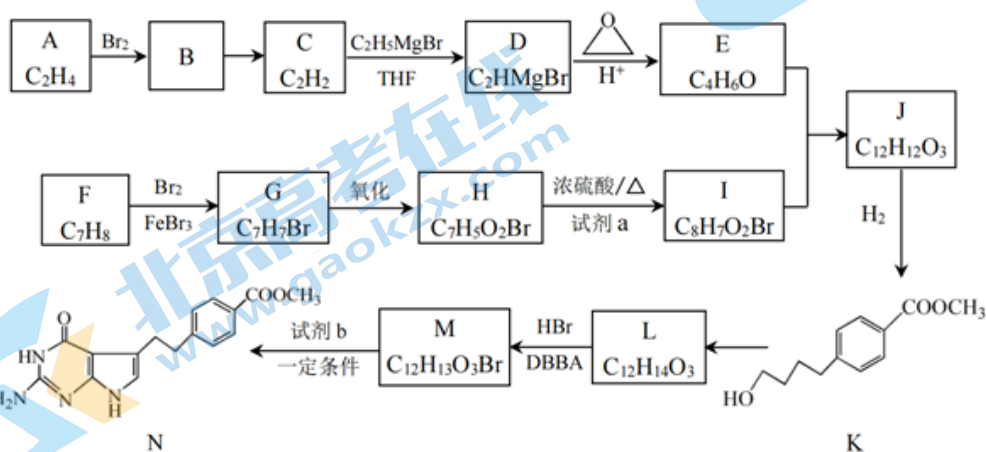 A
C₂H₄
Br₂
B
C
C₂H₂
C₂H₅MgBr
THF
D
C₂HMgBr
O
H⁺
E
C₄H₆O
J
C₁₂H₁₂O₃
F
C₇H₈
Br₂
FeBr₃
G
C₇H₇Br
氧化
H
C₇H₅O₂Br
浓硫酸/△
试剂 a
I
C₈H₇O₂Br
H₂
北京高考在线
www.gaokzx.com
COOCH₃
O
HN
H₂N
N
N
H
N
试剂 b
一定条件
M
C₁₂H₁₃O₃Br
HBr
DBBA
L
C₁₂H₁₄O₃
COOCH₃
HO
K